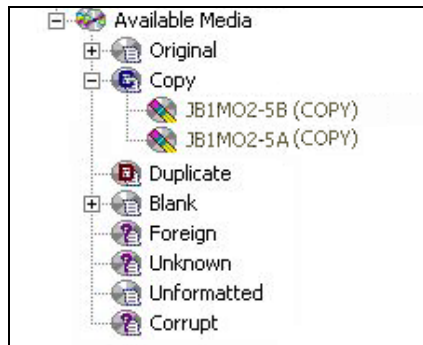 Available Media
Original
Copy
JB1MO2-5B (COPY)
JB1MO2-5A (COPY)
Duplicate
Blank
Foreign
Unknown
Unformatted
Corrupt